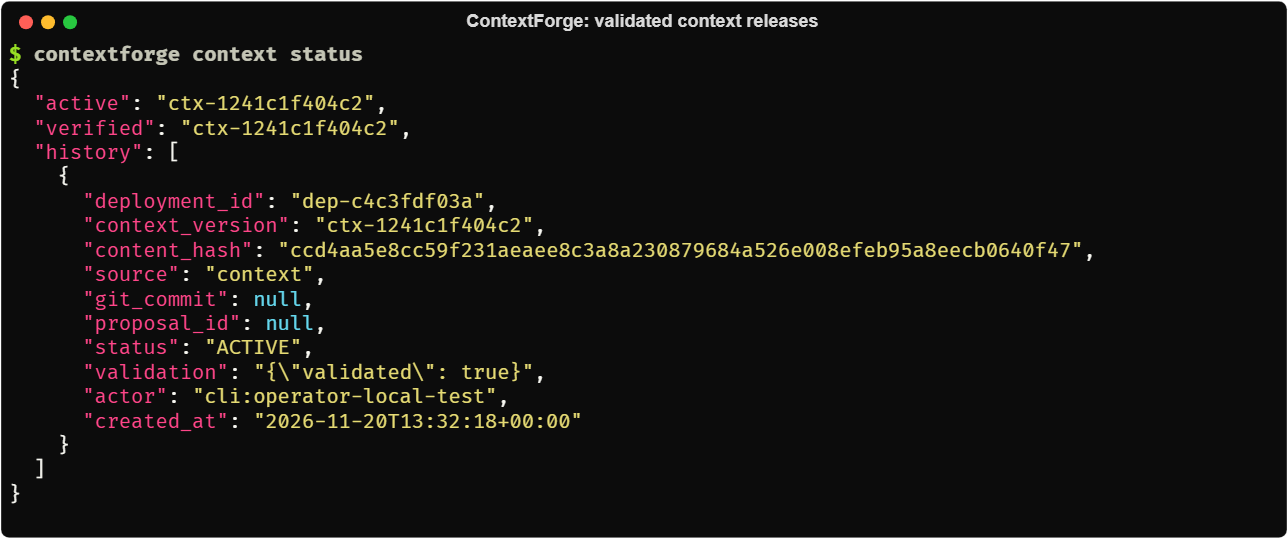 ContextForge: validated context releases
$ contextforge context status
{
  "active": "ctx-1241c1f404c2",
  "verified": "ctx-1241c1f404c2",
  "history": [
    {
      "deployment_id": "dep-c4c3fdf03a",
      "context_version": "ctx-1241c1f404c2",
      "content_hash": "ccd4aa5e8cc59f231aeaee8c3a8a230879684a526e008efeb95a8eecb0640f47",
      "source": "context",
      "git_commit": null,
      "proposal_id": null,
      "status": "ACTIVE",
      "validation": "{\"validated\": true}",
      "actor": "cli:operator-local-test",
      "created_at": "2026-11-20T13:32:18+00:00"
    }
  ]
}